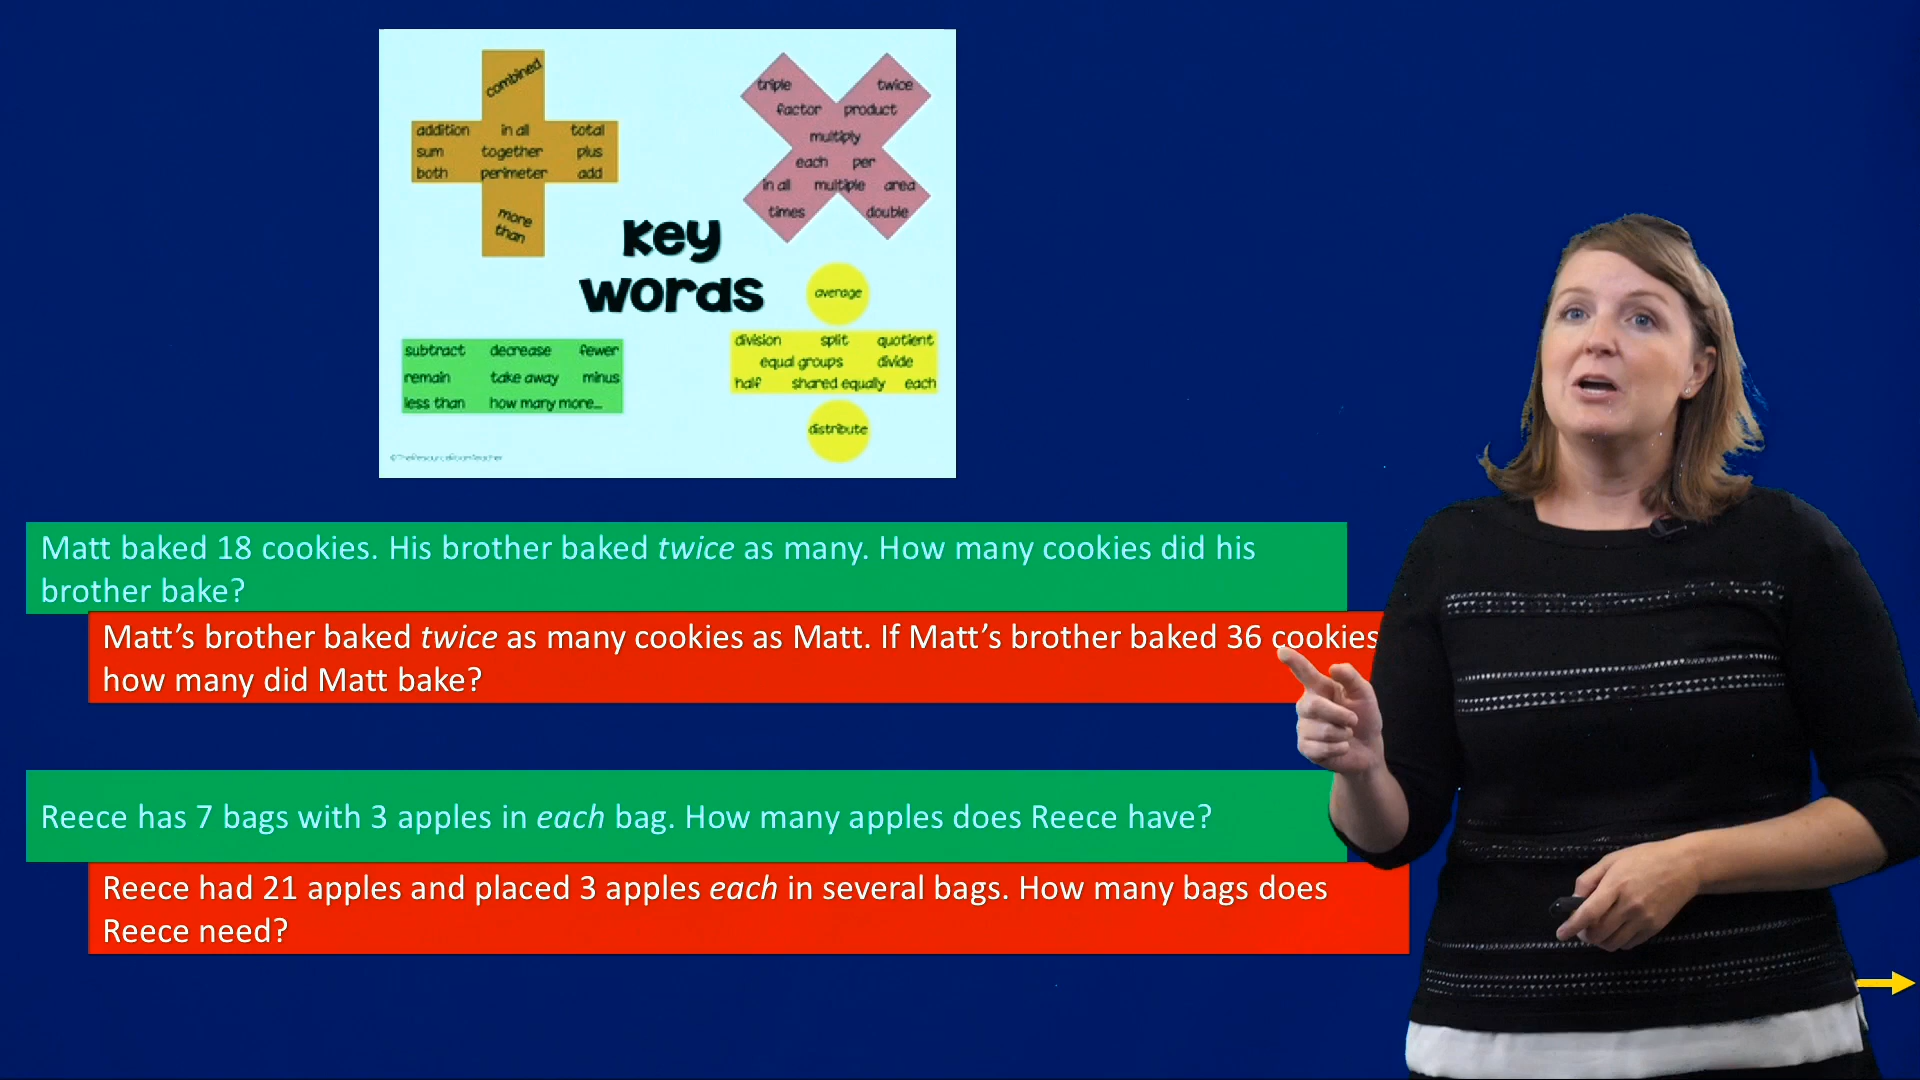 combined
addition in all total
sum together plus
both perimeter add
more
than
triple twice
factor product
multiply
each per
in all multiple area
times double
key
words
average
division split quotient
equal groups divide
half shared equally each
distribute
subtract decrease fewer
remain take away minus
less than how many more...
©TheResourceRoomTeacher
Matt baked 18 cookies. His brother baked twice as many. How many cookies did his
brother bake?
Matt’s brother baked twice as many cookies as Matt. If Matt’s brother baked 36 cookies
how many did Matt bake?
Reece has 7 bags with 3 apples in each bag. How many apples does Reece have?
Reece had 21 apples and placed 3 apples each in several bags. How many bags does
Reece need?